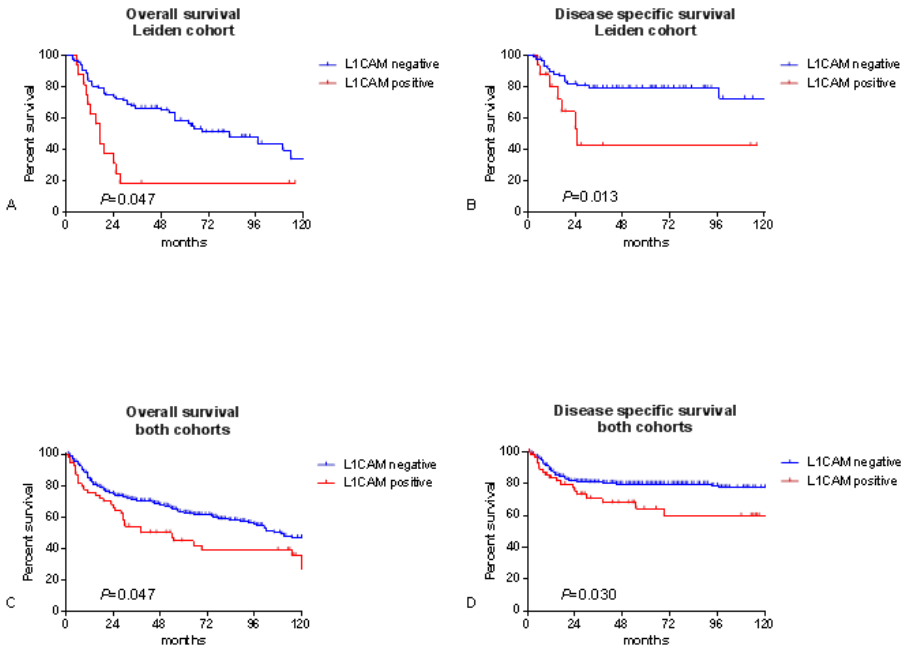 Overall survival
Leiden cohort
L1CAM negative
L1CAM positive
Percent survival
100
80
60
40
20
0
P=0.047
0 24 48 72 96 120
months
A
Disease specific survival
Leiden cohort
L1CAM negative
L1CAM positive
Percent survival
100
80
60
40
20
0
P=0.013
0 24 48 72 96 120
months
B
Overall survival
both cohorts
L1CAM negative
L1CAM positive
Percent survival
100
80
60
40
20
0
P=0.047
0 24 48 72 96 120
months
C
Disease specific survival
both cohorts
L1CAM negative
L1CAM positive
Percent survival
100
80
60
40
20
0
P=0.030
0 24 48 72 96 120
months
D